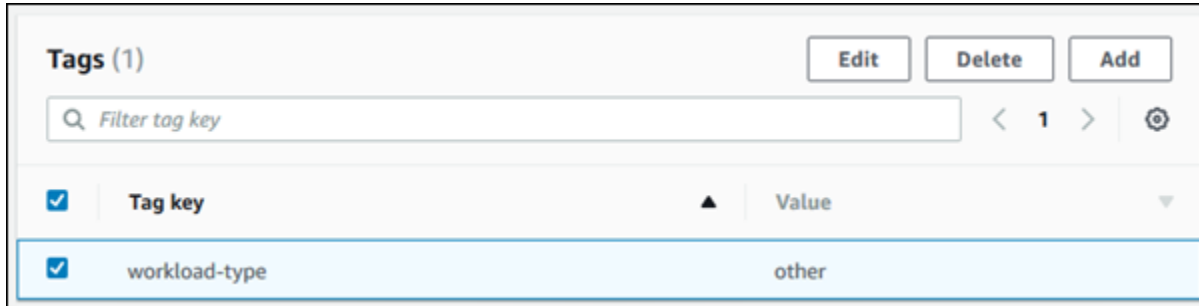 Tags (1) Edit Delete Add
Filter tag key 1
Tag key Value
workload-type other